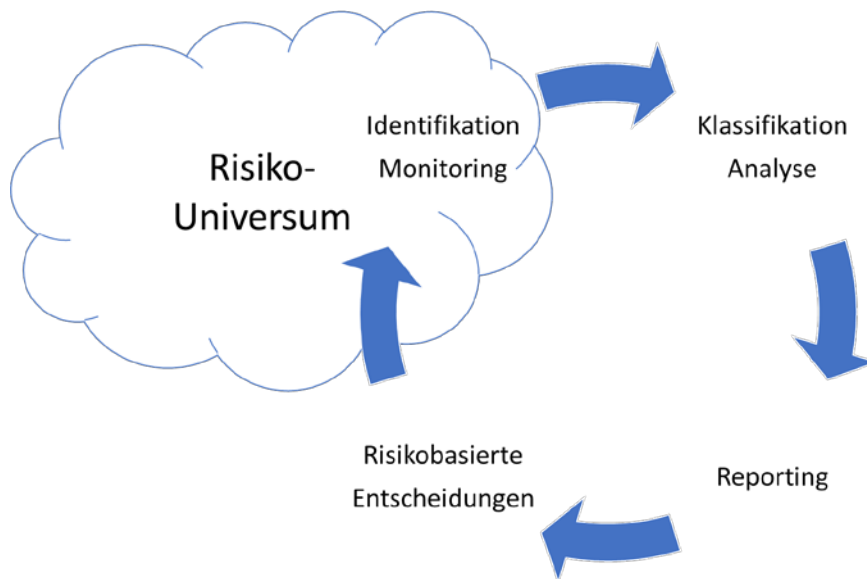 Risiko-
Universum
Identifikation
Monitoring
Klassifikation
Analyse
Reporting
Risikobasierte
Entscheidungen